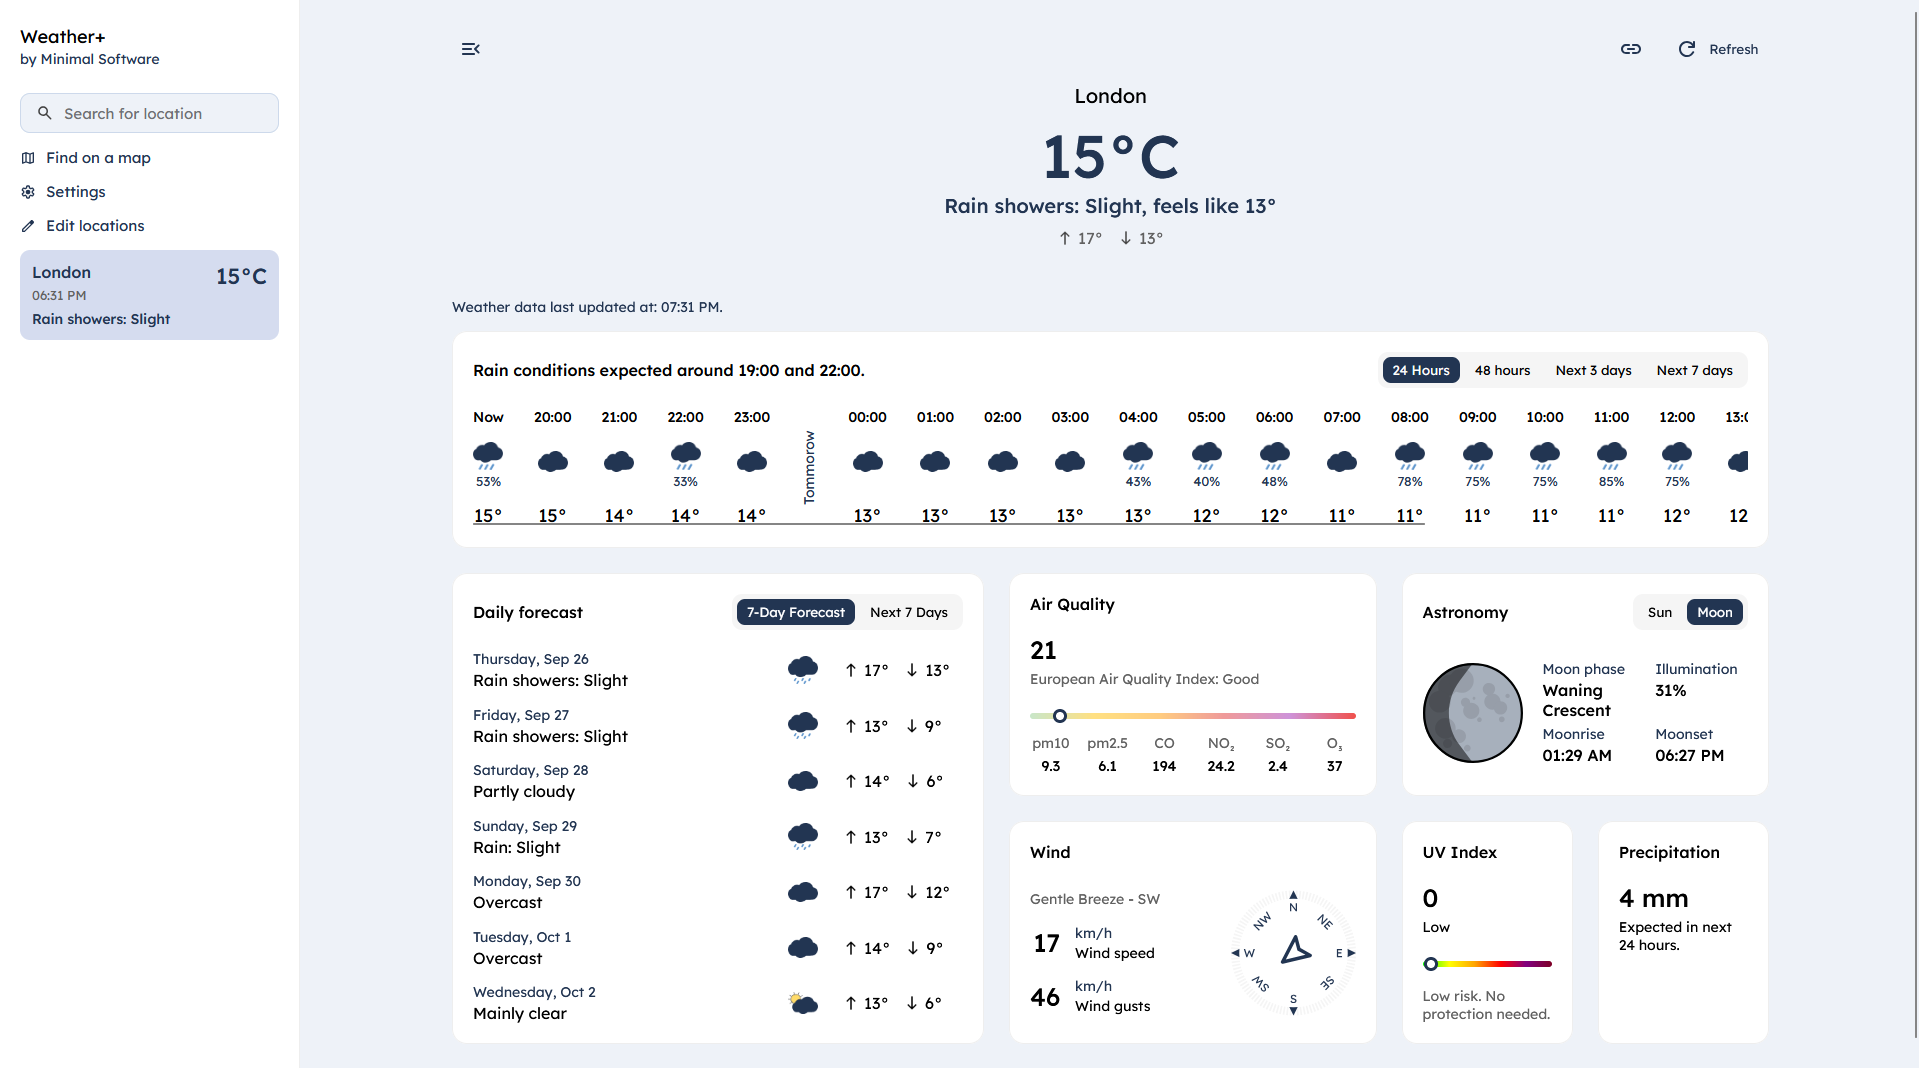 Weather+
by Minimal Software
Search for location
Find on a map
Settings
Edit locations
London 15°C
06:31 PM
Rain showers: Slight
Refresh
London
15°C
Rain showers: Slight, feels like 13°
↑ 17° ↓ 13°
Weather data last updated at: 07:31 PM.
Rain conditions expected around 19:00 and 22:00.
24 Hours 48 hours Next 3 days Next 7 days
Now 20:00 21:00 22:00 23:00 Tommorow 00:00 01:00 02:00 03:00 04:00 05:00 06:00 07:00 08:00 09:00 10:00 11:00 12:00
53% 33% 43% 40% 48% 78% 75% 75% 85% 75%
15° 15° 14° 14° 14° 13° 13° 13° 13° 13° 12° 12° 11° 11° 11° 11° 11° 12° 12
Daily forecast
7-Day Forecast Next 7 Days
Thursday, Sep 26
Rain showers: Slight
↑ 17° ↓ 13°
Friday, Sep 27
Rain showers: Slight
↑ 13° ↓ 9°
Saturday, Sep 28
Partly cloudy
↑ 14° ↓ 6°
Sunday, Sep 29
Rain: Slight
↑ 13° ↓ 7°
Monday, Sep 30
Overcast
↑ 17° ↓ 12°
Tuesday, Oct 1
Overcast
↑ 14° ↓ 9°
Wednesday, Oct 2
Mainly clear
↑ 13° ↓ 6°
Air Quality
21
European Air Quality Index: Good
pm10 pm2.5 CO NO₂ SO₂ O₃
9.3 6.1 194 24.2 2.4 37
Astronomy
Sun Moon
Moon phase
Waning
Crescent
Illumination
31%
Moonrise
01:29 AM
Moonset
06:27 PM
Wind
Gentle Breeze - SW
17 km/h
Wind speed
46 km/h
Wind gusts
N
NE
E
SE
S
SW
W
NW
UV Index
0
Low
Low risk. No
protection needed.
Precipitation
4 mm
Expected in next
24 hours.